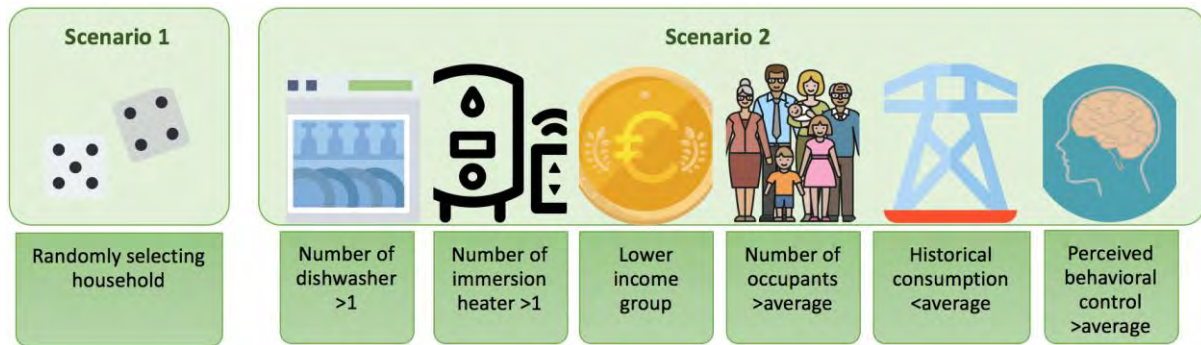 Scenario 1
Scenario 2
Randomly selecting
household
Number of
dishwasher
>1
Number of
immersion
heater >1
Lower
income
group
Number of
occupants
>average
Historical
consumption
<average
Perceived
behavioral
control
>average